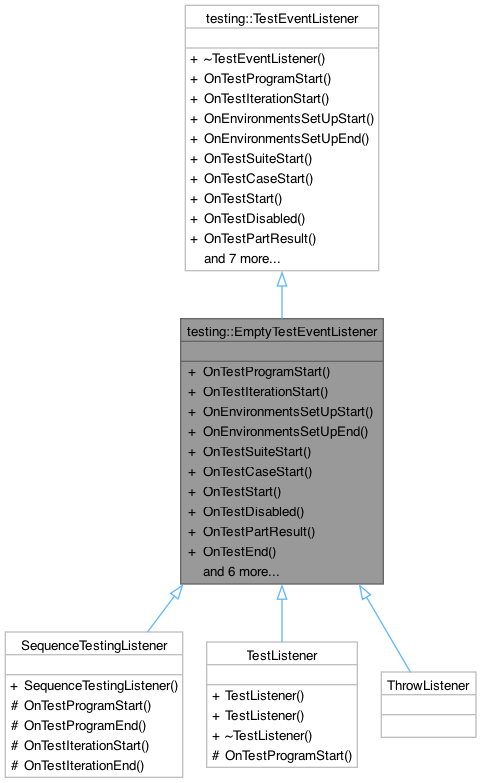 testing::TestEventListener
+ ~TestEventListener()
+ OnTestProgramStart()
+ OnTestIterationStart()
+ OnEnvironmentsSetUpStart()
+ OnEnvironmentsSetUpEnd()
+ OnTestSuiteStart()
+ OnTestCaseStart()
+ OnTestStart()
+ OnTestDisabled()
+ OnTestPartResult()
and 7 more...
testing::EmptyTestEventListener
+ OnTestProgramStart()
+ OnTestIterationStart()
+ OnEnvironmentsSetUpStart()
+ OnEnvironmentsSetUpEnd()
+ OnTestSuiteStart()
+ OnTestCaseStart()
+ OnTestStart()
+ OnTestDisabled()
+ OnTestPartResult()
+ OnTestEnd()
and 6 more...
SequenceTestingListener
+ SequenceTestingListener()
# OnTestProgramStart()
# OnTestProgramEnd()
# OnTestIterationStart()
# OnTestIterationEnd()
TestListener
+ TestListener()
+ TestListener()
+ ~TestListener()
# OnTestProgramStart()
ThrowListener